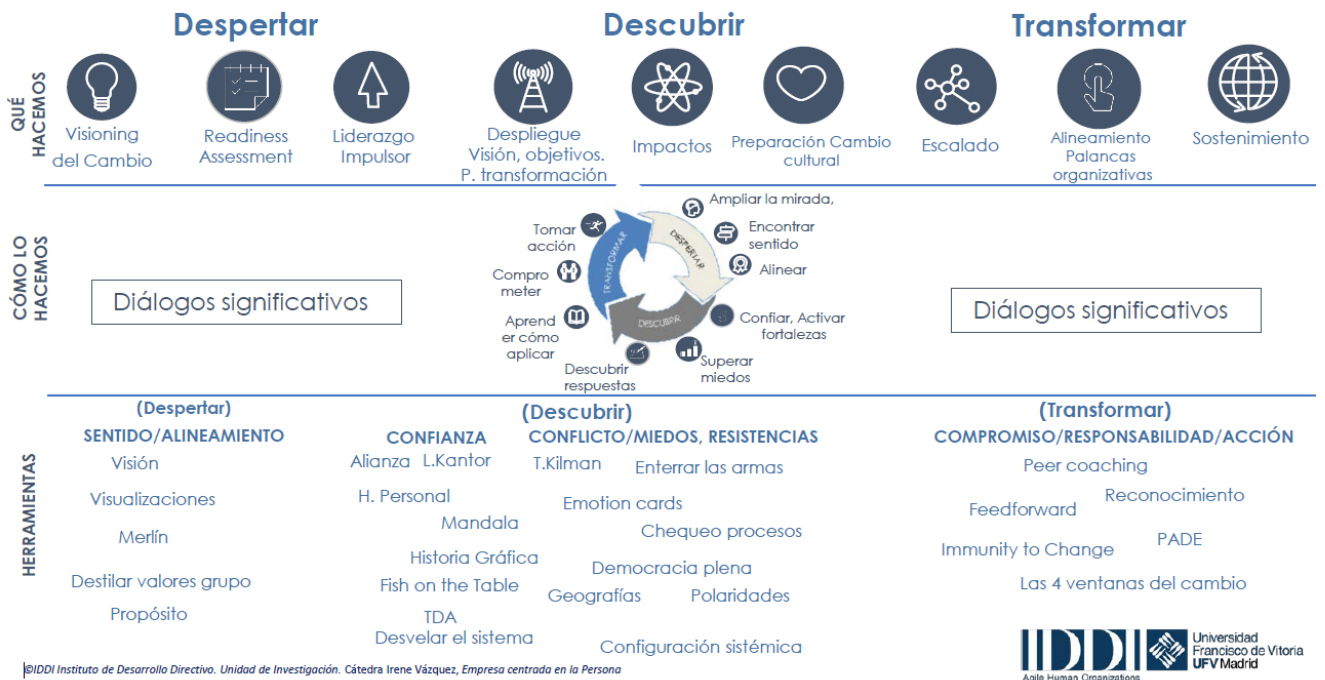 Despertar
Descubrir
Transformar
QUÉ
HACEMOS
Visioning
del Cambio
Readiness
Assessment
Liderazgo
Impulsor
Despliegue
Visión, objetivos.
P. transformación
Impactos
Preparación Cambio
cultural
Escalado
Alineamiento
Palancas
organizativas
Sostenimiento
CÓMO LO
HACEMOS
Diálogos significativos
Ampliar la mirada,
Encontrar
sentido
Alinear
Confiar, Activar
fortalezas
Superar
miedos
Descubrir
respuestas
Aprend
er cómo
aplicar
Compro
meter
Tomar
acción
DESPERTAR
DESCUBRIR
TRANSFORMAR
Diálogos significativos
HERRAMIENTAS
(Despertar)
SENTIDO/ALINEAMIENTO
Visión
Visualizaciones
Merlín
Destilar valores grupo
Propósito
(Descubrir)
CONFIANZA
Alianza L.Kantor
H. Personal
Mandala
Historia Gráfica
Fish on the Table
TDA
Desvelar el sistema
CONFLICTO/MIEDOS, RESISTENCIAS
T.Kilman
Enterrar las armas
Emotion cards
Chequeo procesos
Democracia plena
Geografías
Polaridades
Configuración sistémica
(Transformar)
COMPROMISO/RESPONSABILIDAD/ACCIÓN
Peer coaching
Reconocimiento
Feedforward
PADE
Immunity to Change
Las 4 ventanas del cambio
©IDDI Instituto de Desarrollo Directivo. Unidad de Investigación. Cátedra Irene Vázquez, Empresa centrada en la Persona
IDDI
Agile Human Organizations
Universidad
Francisco de Vitoria
UFV Madrid